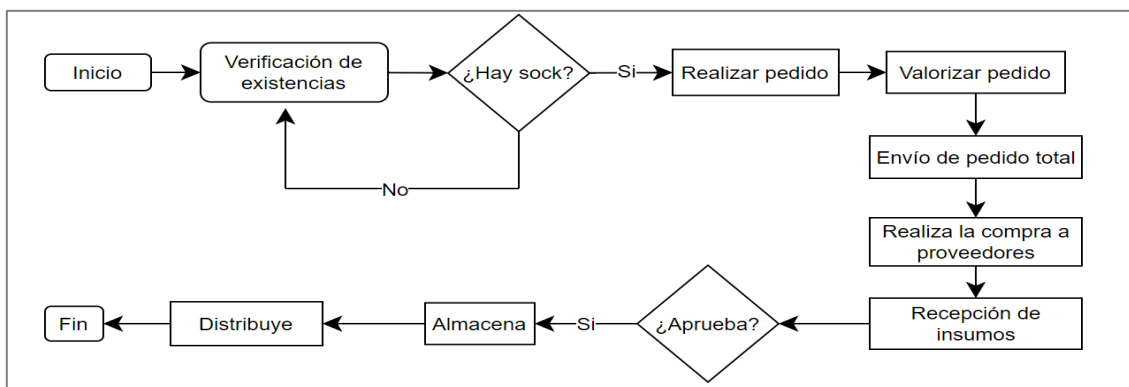 Inicio
Verificación de
existencias
¿Hay sock?
Si
Realizar pedido
Valorizar pedido
No
Envío de pedido total
Realiza la compra a
proveedores
Recepción de
insumos
¿Aprueba?
Si
Almacena
Distribuye
Fin